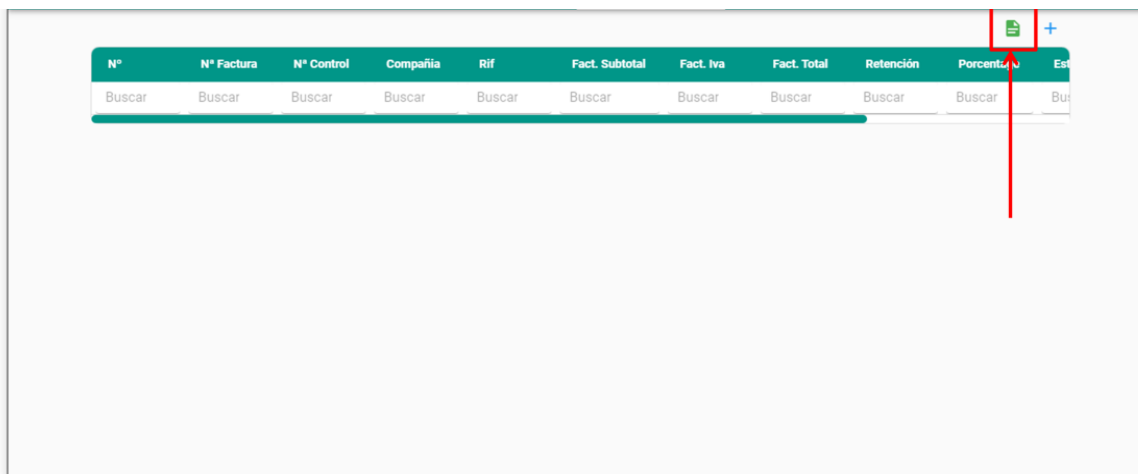 +
Nº Nª Factura Nª Control Compañia Rif Fact. Subtotal Fact. Iva Fact. Total Retención
Buscar Buscar Buscar Buscar Buscar Buscar Buscar Buscar Buscar Buscar